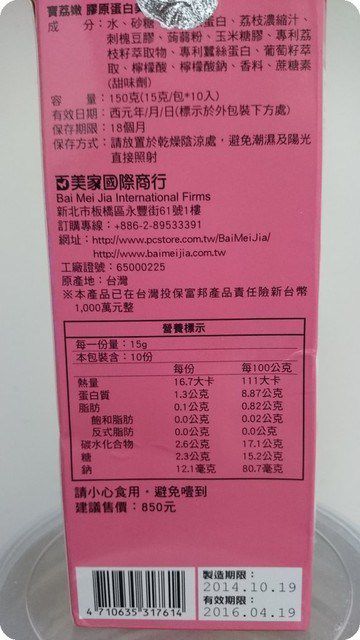 寶荔嫩 膠原蛋白
成　分：水、砂糖 蛋白、荔枝濃縮汁、
刺槐豆膠、蒟蒻粉、玉米糖膠、專利荔
枝籽萃取物、專利蠶絲蛋白、葡萄籽萃
取、檸檬酸、檸檬酸鈉、香料、蔗糖素
(甜味劑)
容　量：150克(15克/包*10入)
有效日期：西元年/月/日(標示於外包裝下方處)
保存期限：18個月
保存方式：請放置於乾燥陰涼處，避免潮濕及陽光
直接照射
美家國際商行
Bai Mei Jia International Firms
新北市板橋區永豐街61號1樓
訂購專線：+886-2-89533391
網址：http://www.pcstore.com.tw/BaiMeiJia/
http://www.baimeijia.com.tw
工廠證號：65000225
原產地：台灣
※本產品已在台灣投保富邦產品責任險新台幣
1,000萬元整
營養標示
每一份量：15g
本包裝含：10份
每份 每100公克
熱量 16.7大卡 111大卡
蛋白質 1.3公克 8.87公克
脂肪 0.1公克 0.82公克
飽和脂肪 0.0公克 0.02公克
反式脂肪 0.0公克 0.0公克
碳水化合物 2.6公克 17.1公克
糖 2.3公克 15.2公克
鈉 12.1毫克 80.7毫克
請小心食用，避免噎到
建議售價：850元
製造期限：
2014.10.19
有效期限：
2016.04.19
4 710635 317614